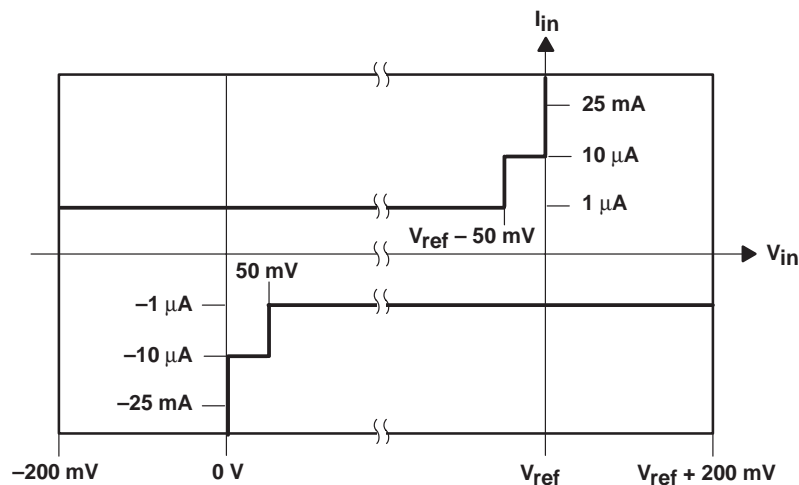 Iin
25 mA
10 μA
1 μA
Vref – 50 mV
Vin
50 mV
–1 μA
–10 μA
–25 mA
–200 mV
0 V
Vref
Vref + 200 mV